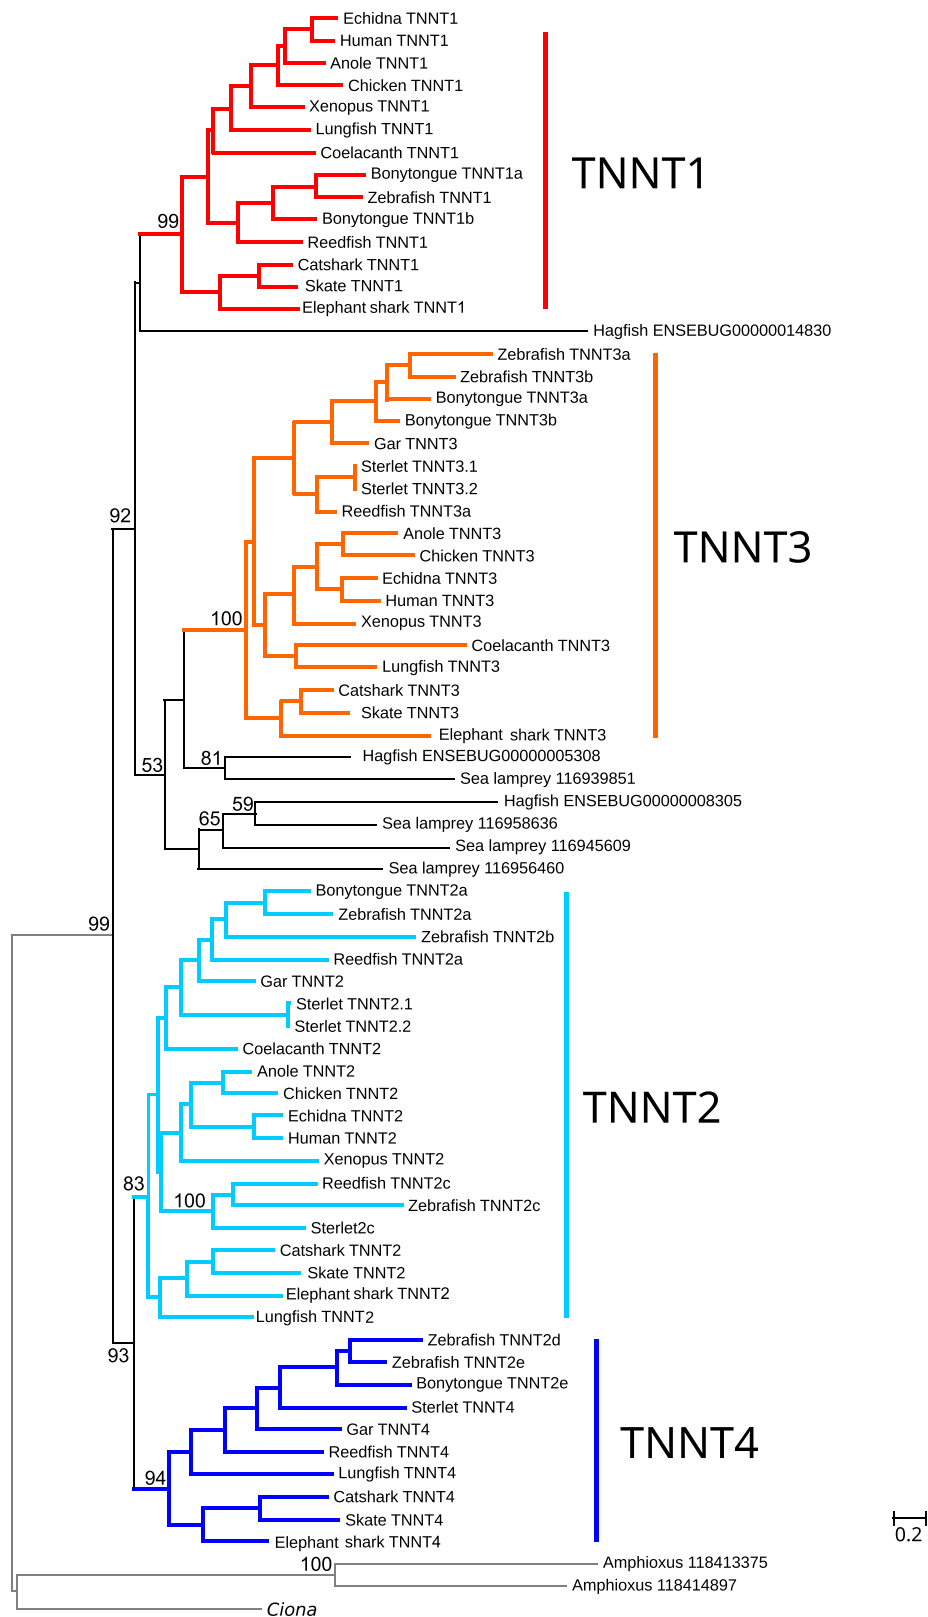 Echidna TNNT1
Human TNNT1
Anole TNNT1
Chicken TNNT1
Xenopus TNNT1
Lungfish TNNT1
Coelacanth TNNT1
TNNT1
Bonytongue TNNT1a
Zebrafish TNNT1
Bonytongue TNNT1b
99
Reedfish TNNT1
Catshark TNNT1
Skate TNNT1
Elephant shark TNNT1
Hagfish ENSEBUG00000014830
Zebrafish TNNT3a
Zebrafish TNNT3b
Bonytongue TNNT3a
Bonytongue TNNT3b
Gar TNNT3
Sterlet TNNT3.1
Sterlet TNNT3.2
Reedfish TNNT3a
92
Anole TNNT3
TNNT3
Chicken TNNT3
Echidna TNNT3
Human TNNT3
100
Xenopus TNNT3
Coelacanth TNNT3
Lungfish TNNT3
Catshark TNNT3
Skate TNNT3
Elephant shark TNNT3
81
Hagfish ENSEBUG00000005308
53
Sea lamprey 116939851
59
Hagfish ENSEBUG00000008305
65
Sea lamprey 116958636
Sea lamprey 116945609
Sea lamprey 116956460
Bonytongue TNNT2a
Zebrafish TNNT2a
99
Zebrafish TNNT2b
Reedfish TNNT2a
Gar TNNT2
Sterlet TNNT2.1
Sterlet TNNT2.2
Coelacanth TNNT2
Anole TNNT2
Chicken TNNT2
TNNT2
Echidna TNNT2
Human TNNT2
Xenopus TNNT2
83
Reedfish TNNT2c
100
Zebrafish TNNT2c
Sterlet2c
Catshark TNNT2
Skate TNNT2
Elephant shark TNNT2
Lungfish TNNT2
93
Zebrafish TNNT2d
Zebrafish TNNT2e
Bonytongue TNNT2e
Sterlet TNNT4
Gar TNNT4
TNNT4
Reedfish TNNT4
94
Lungfish TNNT4
Catshark TNNT4
Skate TNNT4
Elephant shark TNNT4
0.2
100
Amphioxus 118413375
Amphioxus 118414897
Ciona